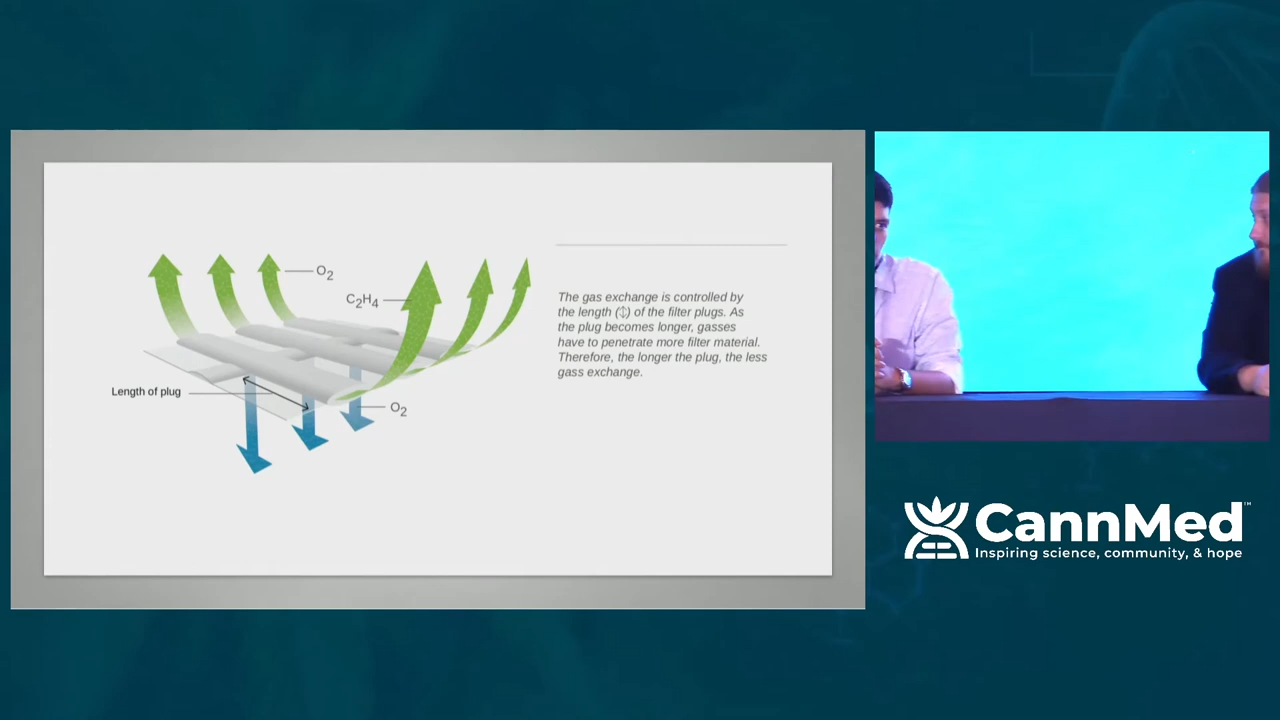 O2
C2H4
Length of plug
O2
The gas exchange is controlled by
the length (↕) of the filter plugs. As
the plug becomes longer, gasses
have to penetrate more filter material.
Therefore, the longer the plug, the less
gass exchange.
CannMed™
Inspiring science, community, & hope